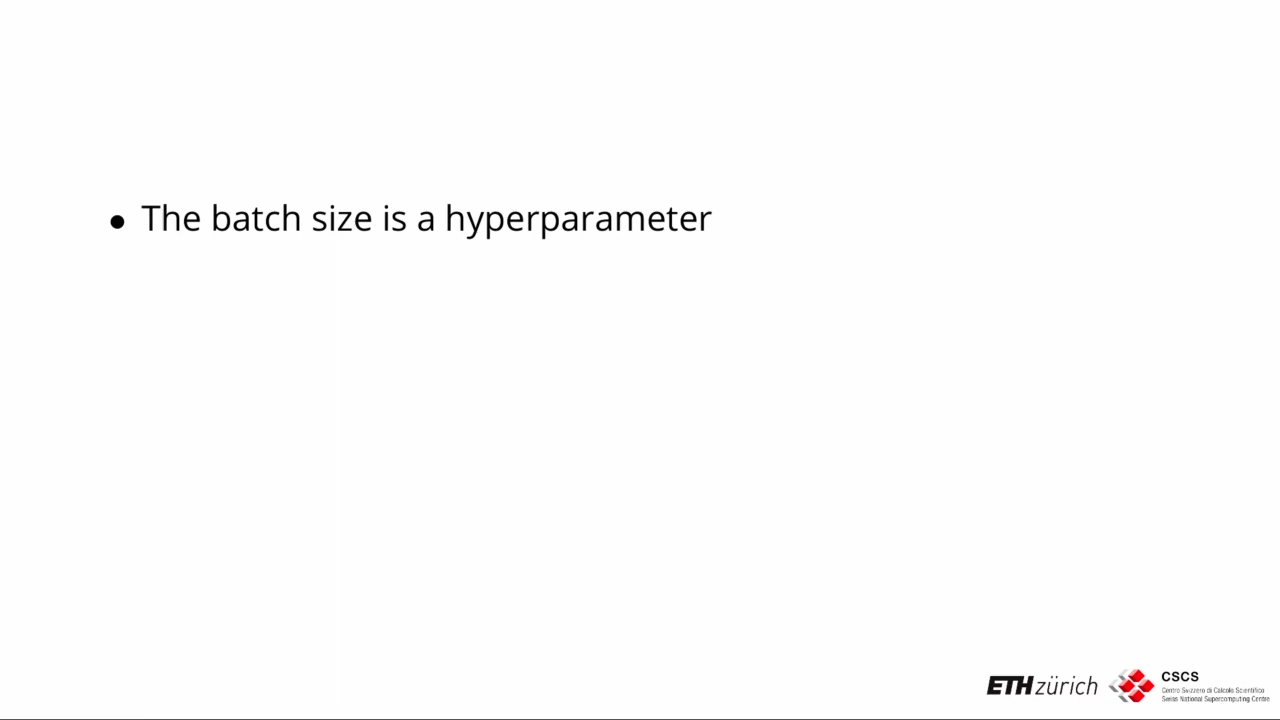 • The batch size is a hyperparameter
ETH zürich
CSCS
Centro Svizzero di Calcolo Scientifico
Swiss National Supercomputing Centre